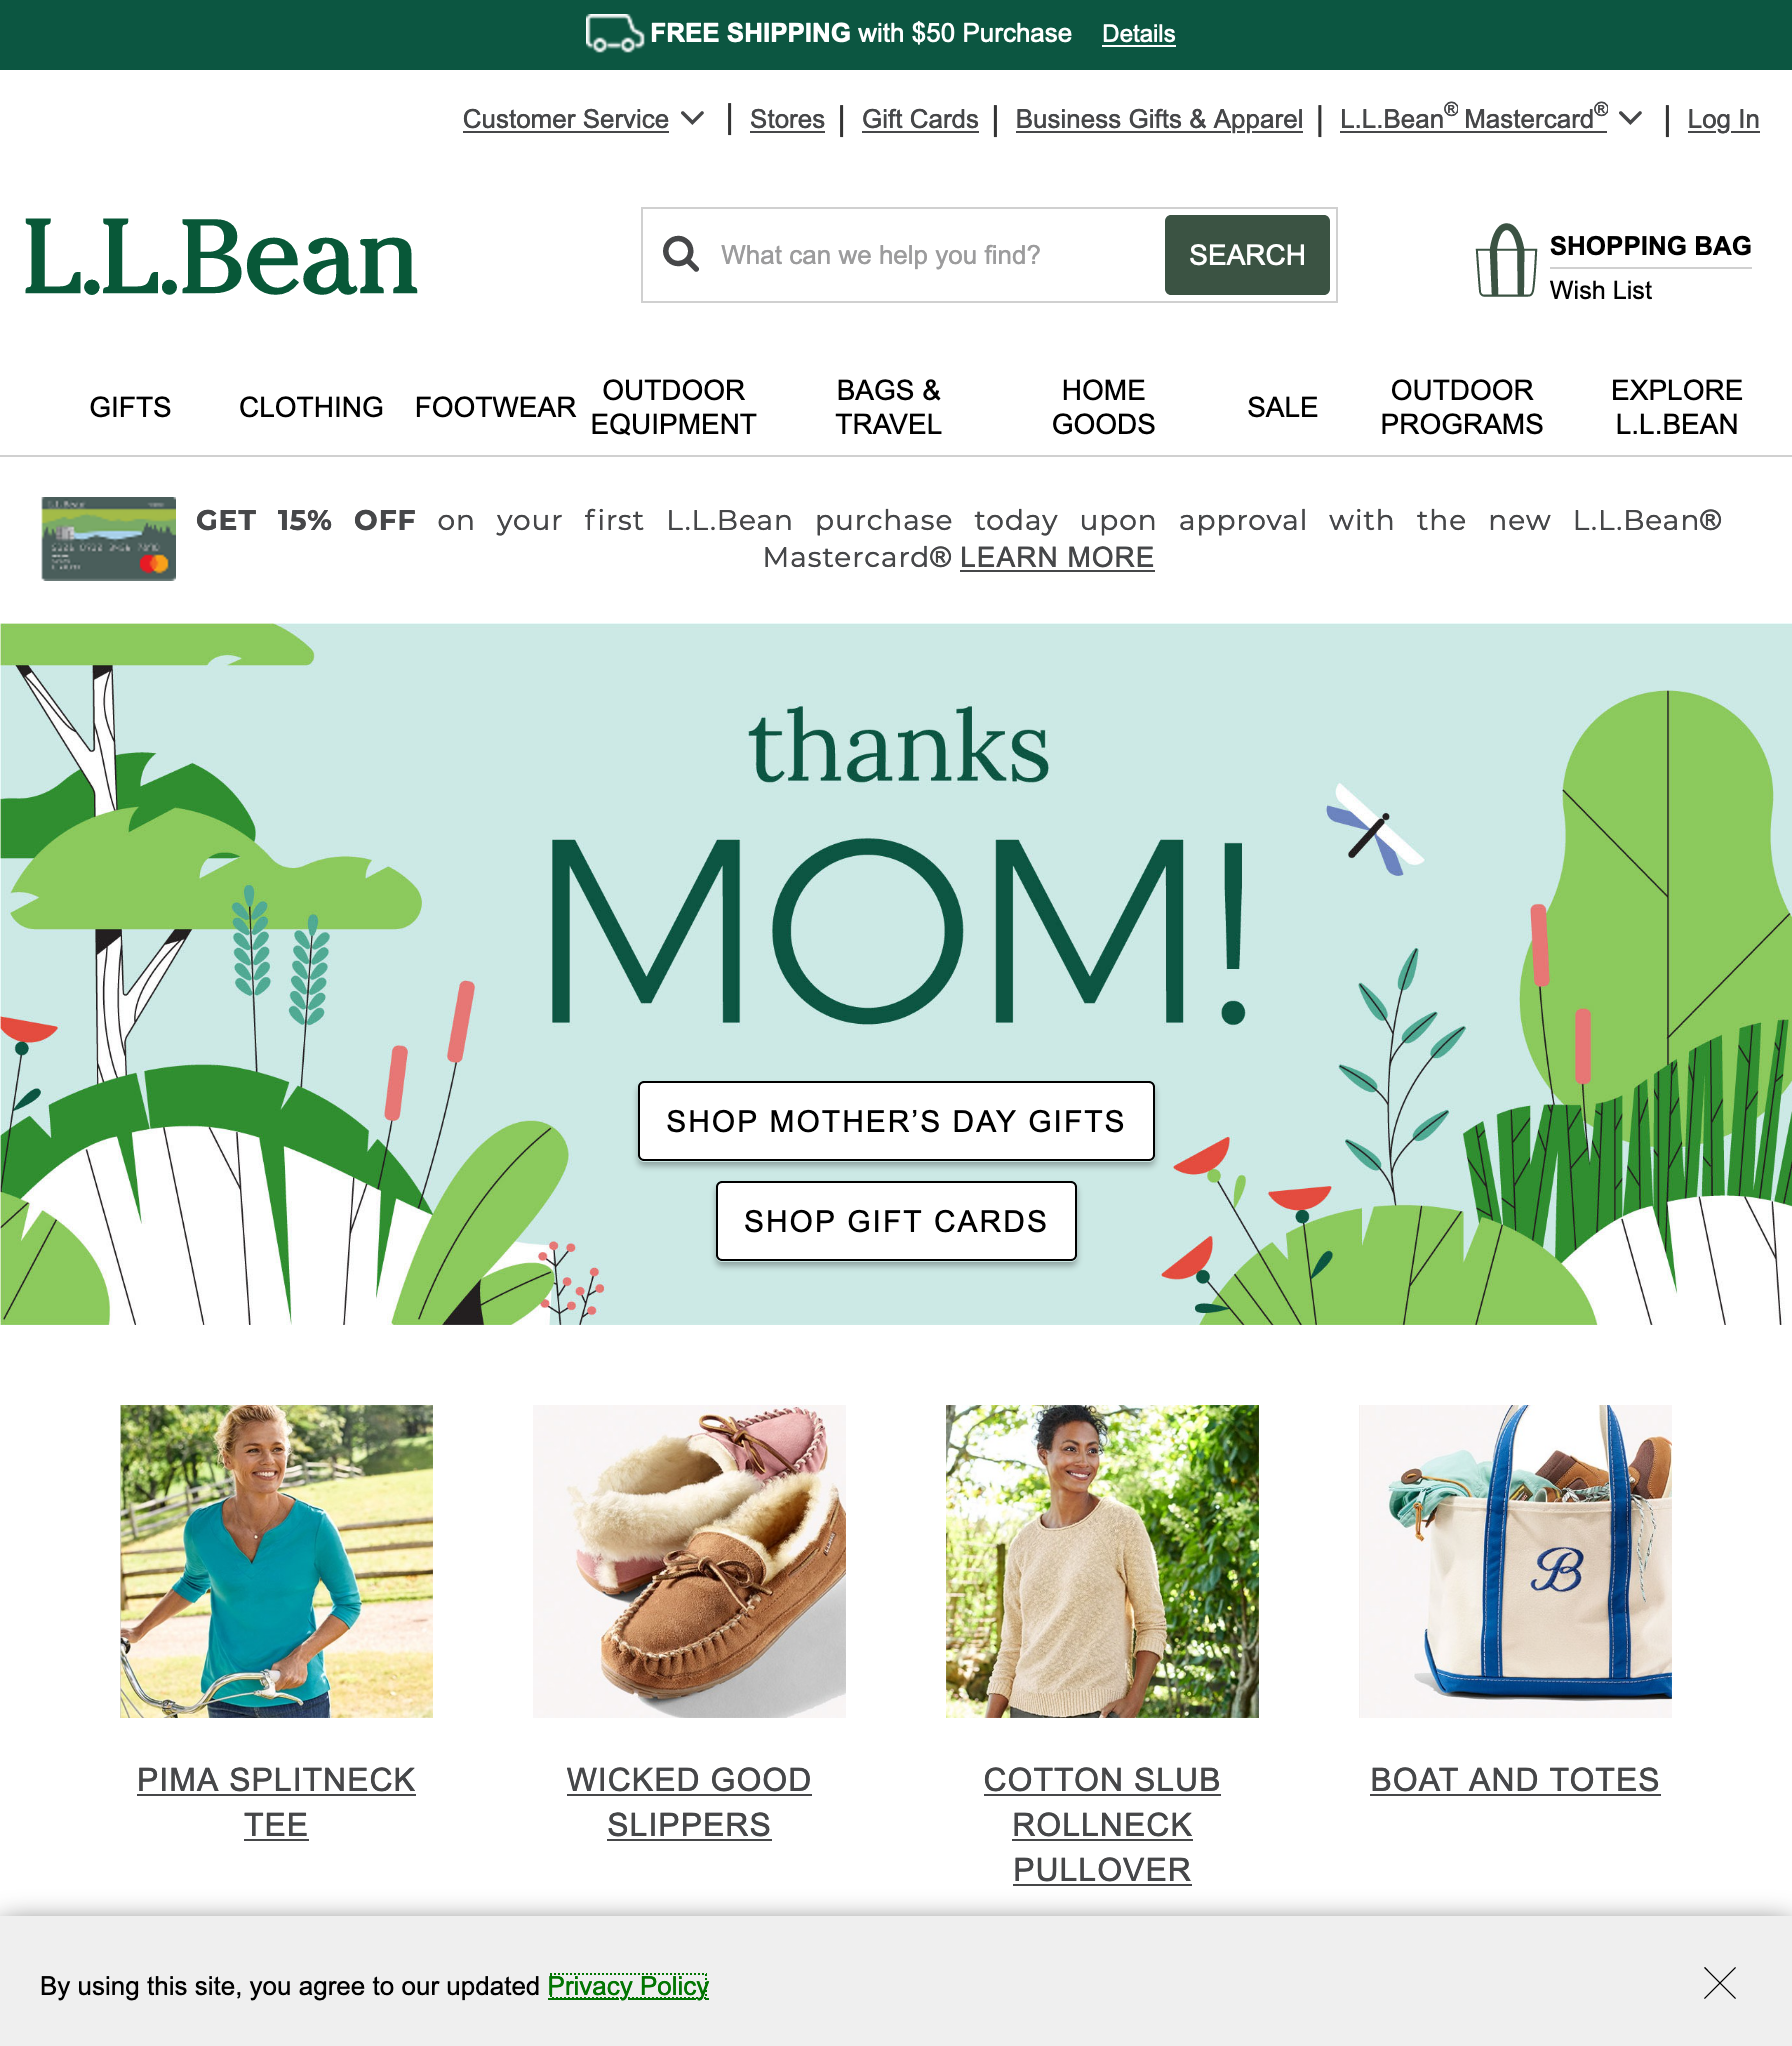 FREE SHIPPING with $50 Purchase Details
Customer Service | Stores | Gift Cards | Business Gifts & Apparel | L.L.Bean® Mastercard® | Log In
L.L.Bean
What can we help you find?
SEARCH
SHOPPING BAG
Wish List
GIFTS
CLOTHING
FOOTWEAR
OUTDOOR
EQUIPMENT
BAGS &
TRAVEL
HOME
GOODS
SALE
OUTDOOR
PROGRAMS
EXPLORE
L.L.BEAN
GET 15% OFF on your first L.L.Bean purchase today upon approval with the new L.L.Bean®
Mastercard® LEARN MORE
thanks
MOM!
SHOP MOTHER’S DAY GIFTS
SHOP GIFT CARDS
B
PIMA SPLITNECK
TEE
WICKED GOOD
SLIPPERS
COTTON SLUB
ROLLNECK
PULLOVER
BOAT AND TOTES
By using this site, you agree to our updated Privacy Policy